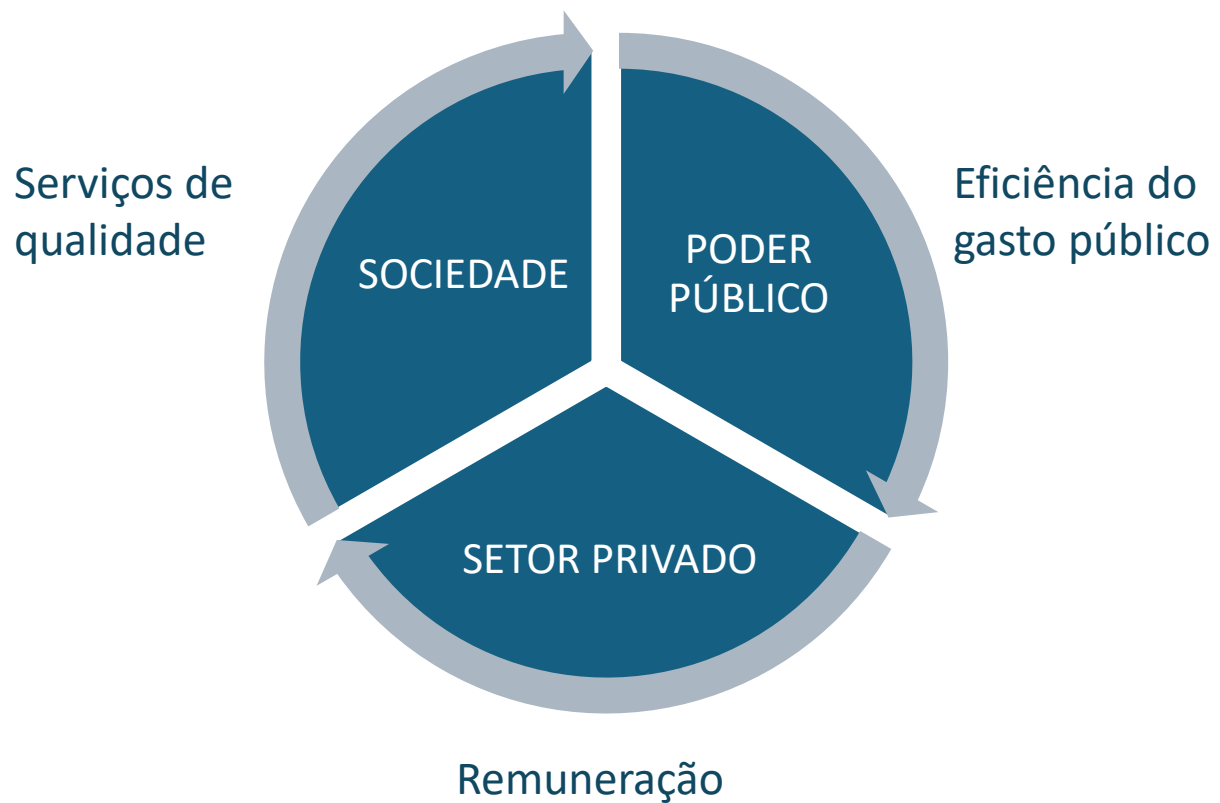 Serviços de
qualidade
SOCIEDADE
PODER
PÚBLICO
Eficiência do
gasto público
SETOR PRIVADO
Remuneração